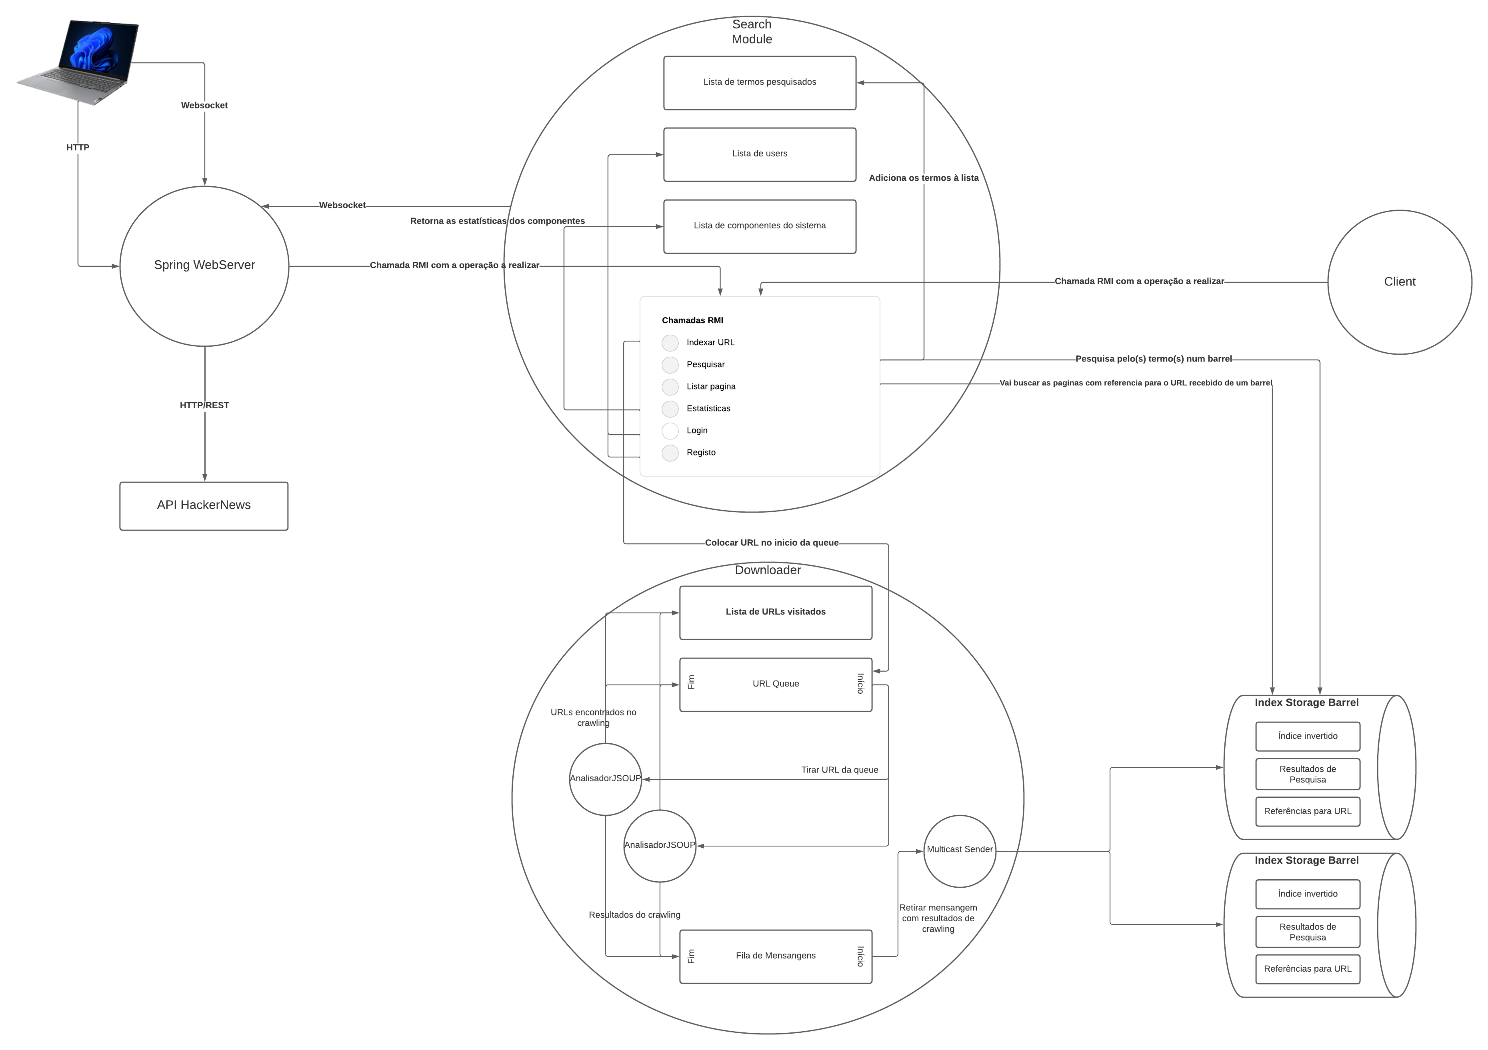 Search
Module
Lista de termos pesquisados
Websocket
HTTP
Lista de users
Adiciona os termos à lista
Websocket
Retorna as estatísticas dos componentes
Lista de componentes do sistema
Spring WebServer
Chamada RMI com a operação a realizar
Chamada RMI com a operação a realizar
Client
Chamadas RMI
Indexar URL
Pesquisar
Listar pagina
Estatísticas
Login
Registo
Pesquisa pelo(s) termo(s) num barrel
Vai buscar as paginas com referencia para o URL recebido de um barrel
HTTP/REST
API HackerNews
Colocar URL no inicio da queue
Downloader
Lista de URLs visitados
Fim
URL Queue
Início
URLs encontrados no
crawling
AnalisadorJSOUP
Tirar URL da queue
AnalisadorJSOUP
Multicast Sender
Resultados do crawling
Retirar mensangem
com resultados de
crawling
Fim
Fila de Mensangens
Início
Index Storage Barrel
Índice invertido
Resultados de
Pesquisa
Referências para URL
Index Storage Barrel
Índice invertido
Resultados de
Pesquisa
Referências para URL